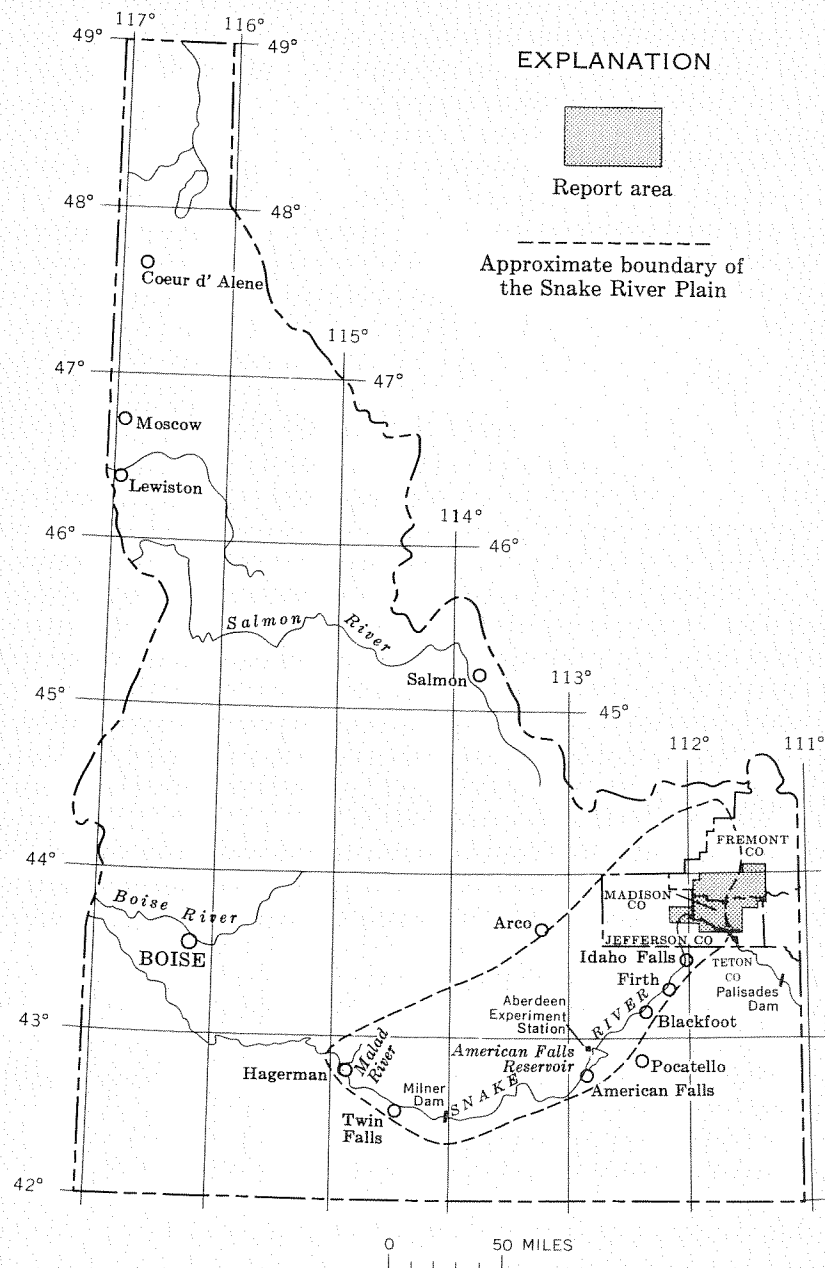 117°
116°
49°
49°
EXPLANATION
Report area
48°
48°
Approximate boundary of
the Snake River Plain
Coeur d' Alene
115°
47°
47°
Moscow
Lewiston
114°
46°
46°
Salmon River
Salmon
113°
45°
45°
112°
111°
FREMONT
CO
44°
MADISON
CO
Boise River
Arco
JEFFERSON CO
BOISE
Idaho Falls
TETON
CO
Firth
Palisades
Dam
Aberdeen
Experiment
Station
SNAKE RIVER
Blackfoot
43°
American Falls
Reservoir
Malad
River
Pocatello
Hagerman
Milner
Dam
American Falls
Twin
Falls
42°
0 50 MILES